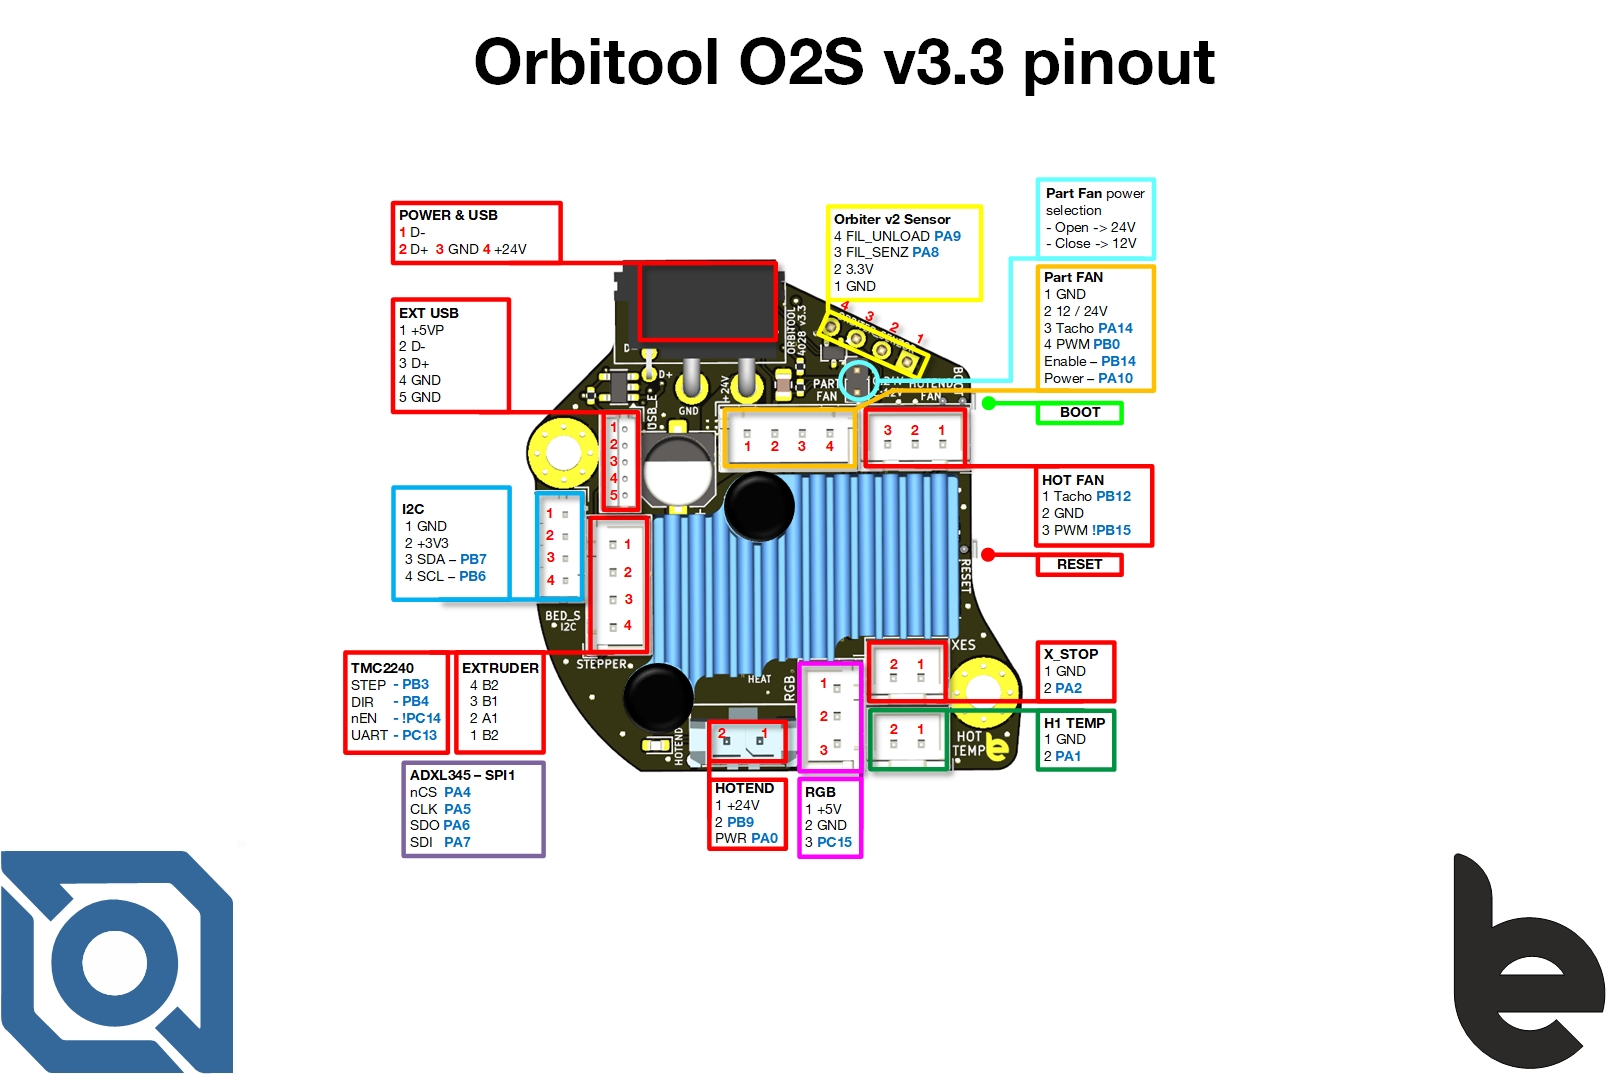 Orbitool O2S v3.3 pinout
POWER & USB
1 D-
2 D+ 3 GND 4 +24V
EXT USB
1 +5VP
2 D-
3 D+
4 GND
5 GND
I2C
1 GND
2 +3V3
3 SDA – PB7
4 SCL – PB6
TMC2240
STEP - PB3
DIR - PB4
nEN - !PC14
UART - PC13
EXTRUDER
4 B2
3 B1
2 A1
1 B2
ADXL345 – SPI1
nCS PA4
CLK PA5
SDO PA6
SDI PA7
Orbiter v2 Sensor
4 FIL_UNLOAD PA9
3 FIL_SENZ PA8
2 3.3V
1 GND
Part Fan power
selection
- Open -> 24V
- Close -> 12V
Part FAN
1 GND
2 12 / 24V
3 Tacho PA14
4 PWM PB0
Enable – PB14
Power – PA10
BOOT
HOT FAN
1 Tacho PB12
2 GND
3 PWM !PB15
RESET
X_STOP
1 GND
2 PA2
H1 TEMP
1 GND
2 PA1
HOTEND
1 +24V
2 PB9
PWR PA0
RGB
1 +5V
2 GND
3 PC15
4
3
2
1
ORBITOOL
v3.3
D+
GND
+24V
USB_E
PART
FAN
HOTEND
FAN
BOOT
1 2 3 4
3 2 1
1
2
3
4
5
1
2
3
4
1
2
3
4
BED_S
I2C
STEPPER
RESET
HEAT
RGB
XES
2 1
1
2
3
2 1
HOT
TEMP
HOTEND
2 1